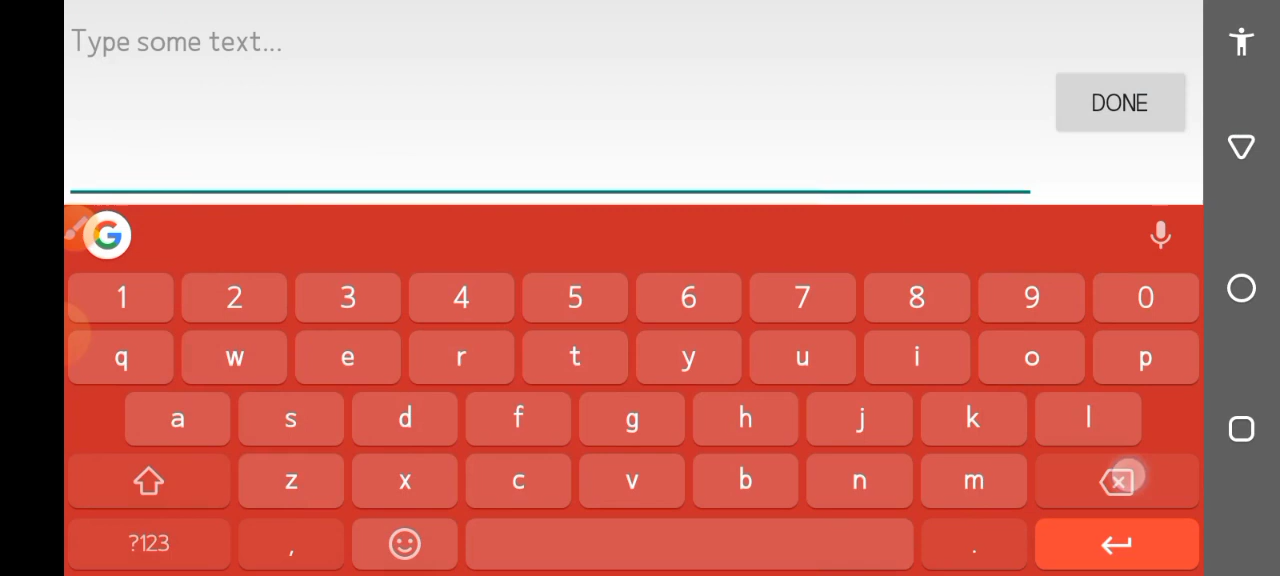 Type some text...
DONE
G
1 2 3 4 5 6 7 8 9 0
q w e r t y u i o p
a s d f g h j k l
z x c v b n m
?123 , .